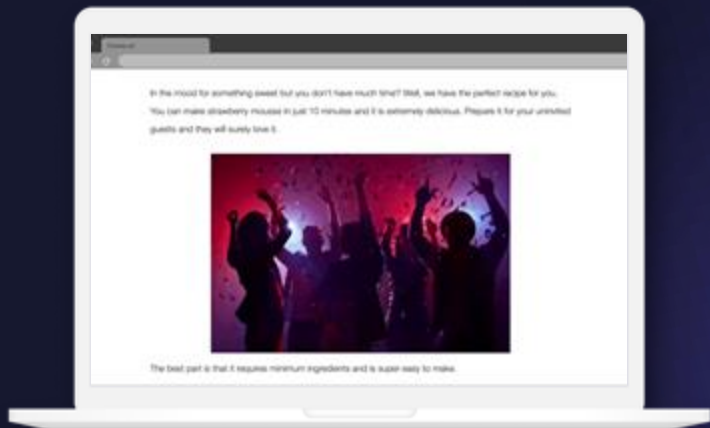 In the mood for something sweet but you don't have much time? Well, we have the perfect recipe for you.
You can make strawberry mousse in just 10 minutes and it is extremely delicious. Prepare it for your uninvited
guests and they will surely love it.
The best part is that it requires minimum ingredients and is super easy to make.